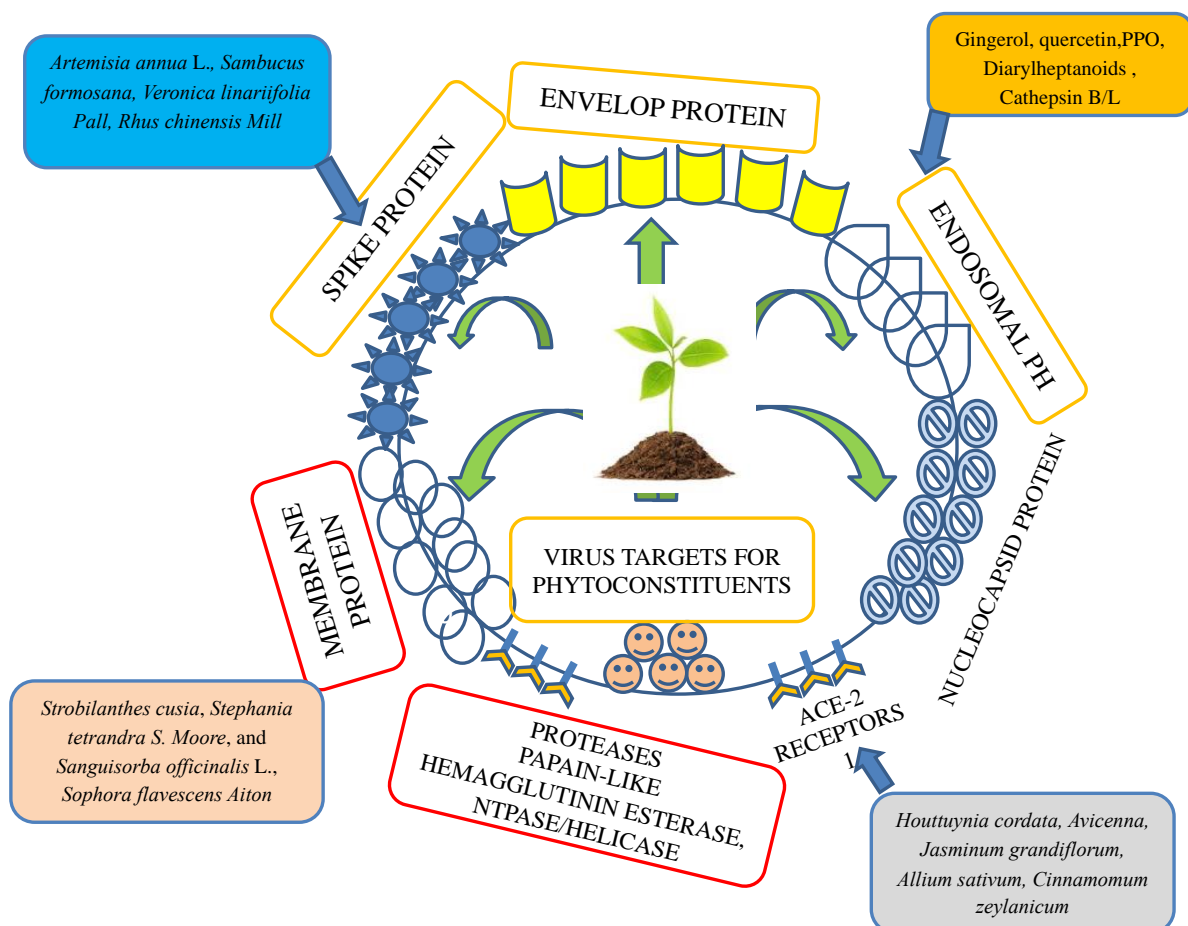 Artemisia annua L., Sambucus
formosana, Veronica linariifolia
Pall, Rhus chinensis Mill
ENVELOP PROTEIN
Gingerol, quercetin,PPO,
Diarylheptanoids ,
Cathepsin B/L
SPIKE PROTEIN
ENDOSOMAL PH
MEMBRANE
PROTEIN
VIRUS TARGETS FOR
PHYTOCONSTITUENTS
NUCLEOCAPSID PROTEIN
Strobilanthes cusia, Stephania
tetrandra S. Moore, and
Sanguisorba officinalis L.,
Sophora flavescens Aiton
PROTEASES
PAPAIN-LIKE
HEMAGGLUTININ ESTERASE,
NTPASE/HELICASE
ACE-2
RECEPTORS
1
Houttuynia cordata, Avicenna,
Jasminum grandiflorum,
Allium sativum, Cinnamomum
zeylanicum